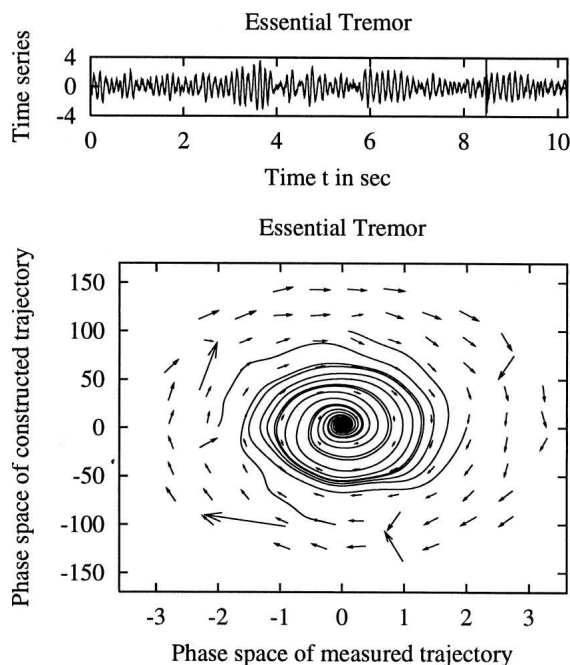 Essential Tremor
Time series
4
0
-4
0 2 4 6 8 10
Time t in sec
Essential Tremor
Phase space of constructed trajectory
150
100
50
0
-50
-100
-150
-3 -2 -1 0 1 2 3
Phase space of measured trajectory